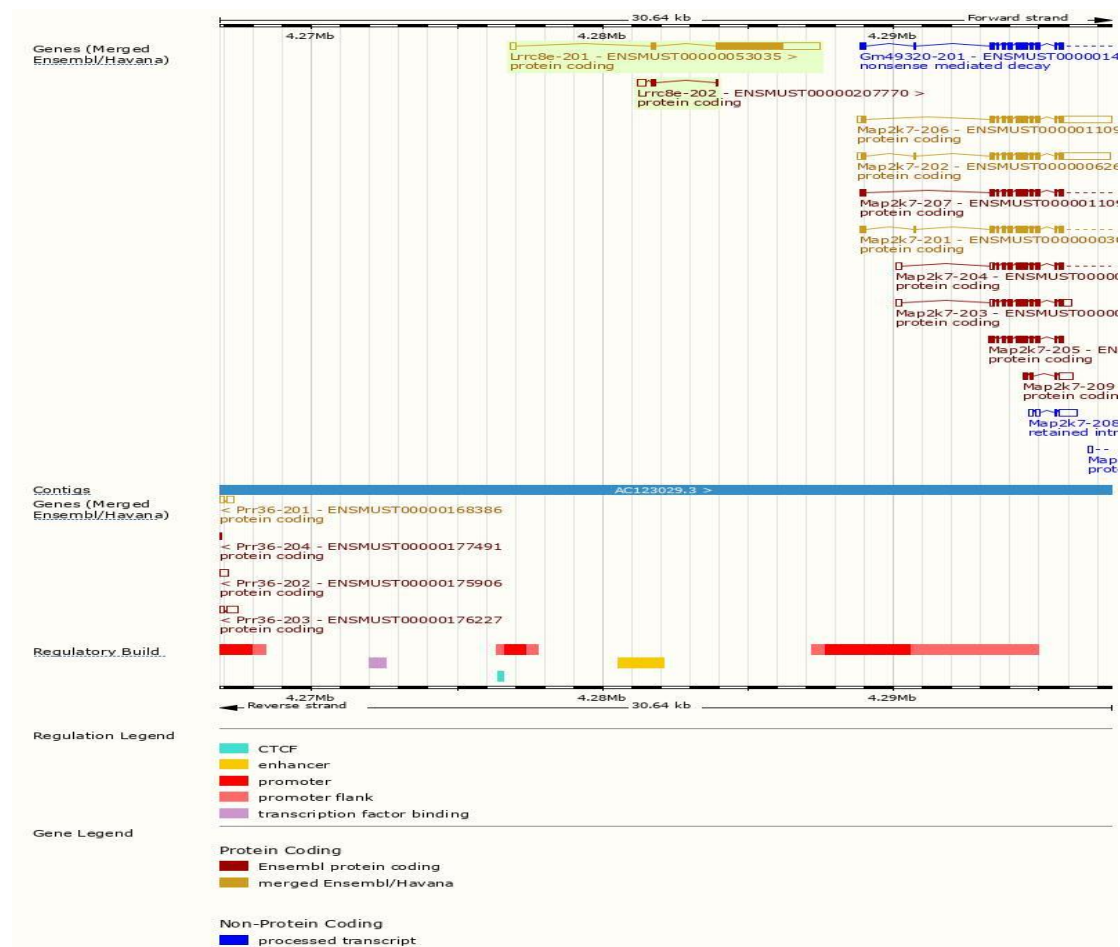 30.64 kb
Forward strand
4.27Mb 4.28Mb 4.29Mb
Genes (Merged
Ensembl/Havana)
Lrrc8e-201 - ENSMUST00000053035 >
protein coding
Gm49320-201 - ENSMUST0000014
nonsense mediated decay
Lrrc8e-202 - ENSMUST00000207770 >
protein coding
Map2k7-206 - ENSMUST000001109
protein coding
Map2k7-202 - ENSMUST000000626
protein coding
Map2k7-207 - ENSMUST000001109
protein coding
Map2k7-201 - ENSMUST000000030
protein coding
Map2k7-204 - ENSMUST00000
protein coding
Map2k7-203 - ENSMUST00000
protein coding
Map2k7-205 - EN
protein coding
Map2k7-209
protein codin
Map2k7-208
retained intr
Map
prot
Contigs
AC123029.3 >
Genes (Merged
Ensembl/Havana)
< Prr36-201 - ENSMUST00000168386
protein coding
< Prr36-204 - ENSMUST00000177491
protein coding
< Prr36-202 - ENSMUST00000175906
protein coding
< Prr36-203 - ENSMUST00000176227
protein coding
Regulatory Build
4.27Mb 4.28Mb 4.29Mb
Reverse strand
30.64 kb
Regulation Legend
CTCF
enhancer
promoter
promoter flank
transcription factor binding
Gene Legend
Protein Coding
Ensembl protein coding
merged Ensembl/Havana
Non-Protein Coding
processed transcript